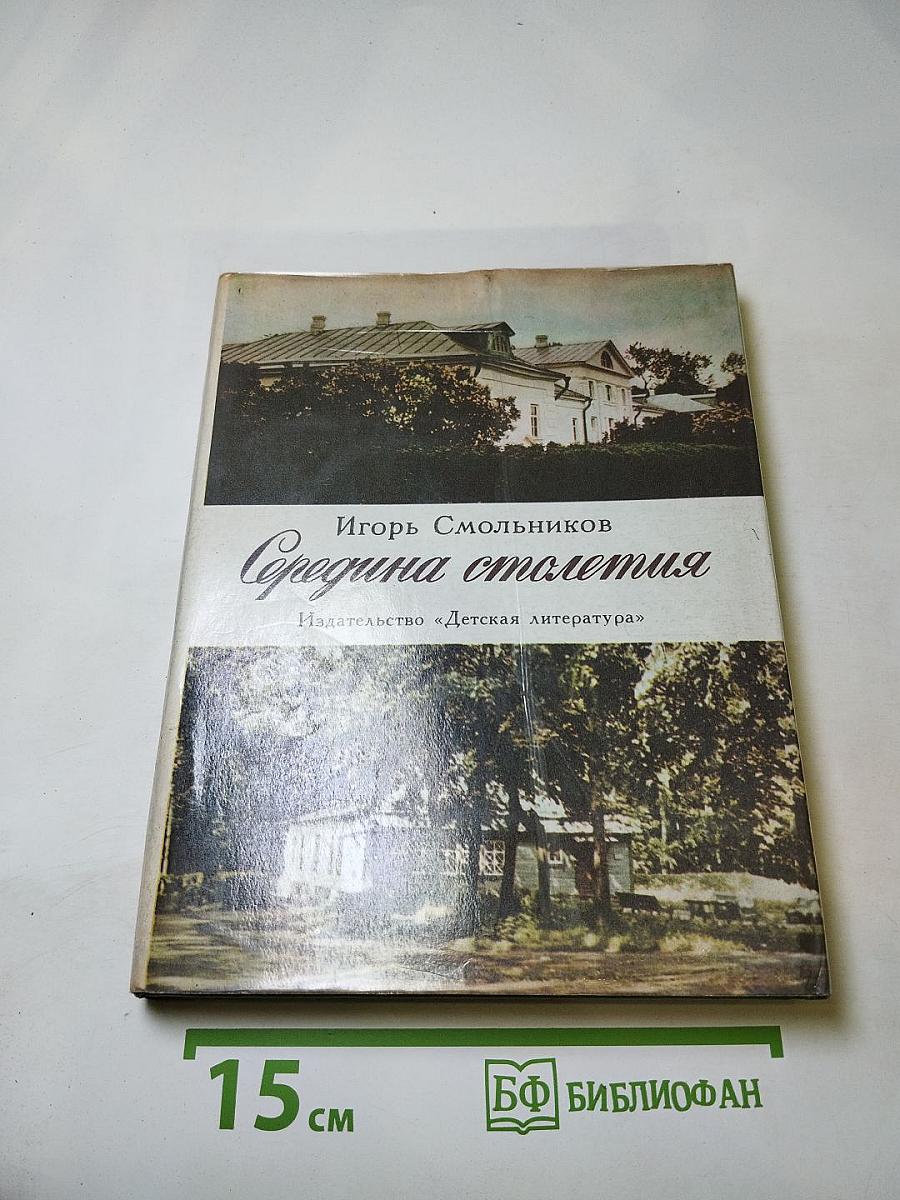 Игорь Смольников
Середина столетия
Издательство «Детская литература»
15 см
БФ БИБЛИОФАН